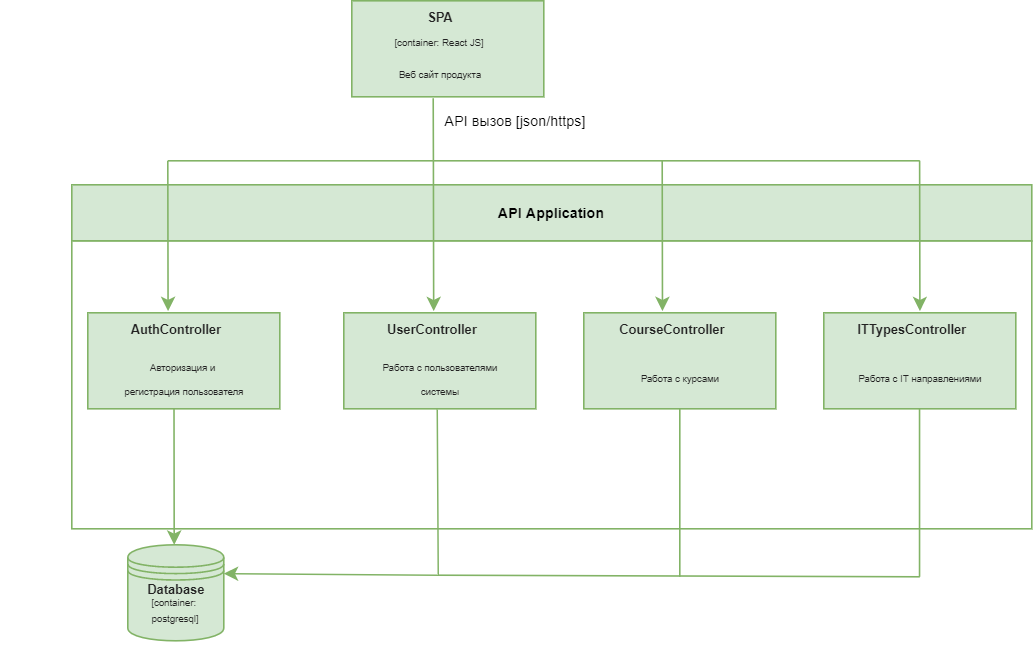 SPA
[container: React JS]
Веб сайт продукта
API вызов [json/https]
API Application
AuthController
Авторизация и
регистрация пользователя
UserController
Работа с пользователями
системы
CourseController
Работа с курсами
ITTypesController
Работа с IT направлениями
Database
[container:
postgresql]